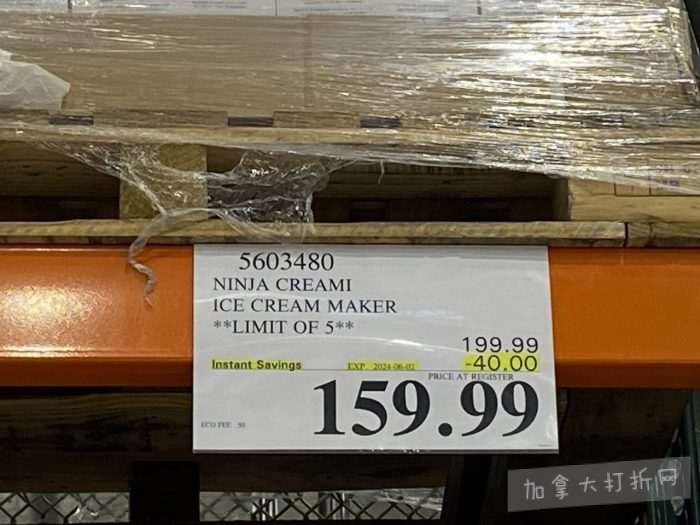 5603480
NINJA CREAMI
ICE CREAM MAKER
**LIMIT OF 5**
199.99
Instant Savings EXP. 2024-06-02 -40.00
PRICE AT REGISTER
159.99
ECO FEE
加拿大打折网